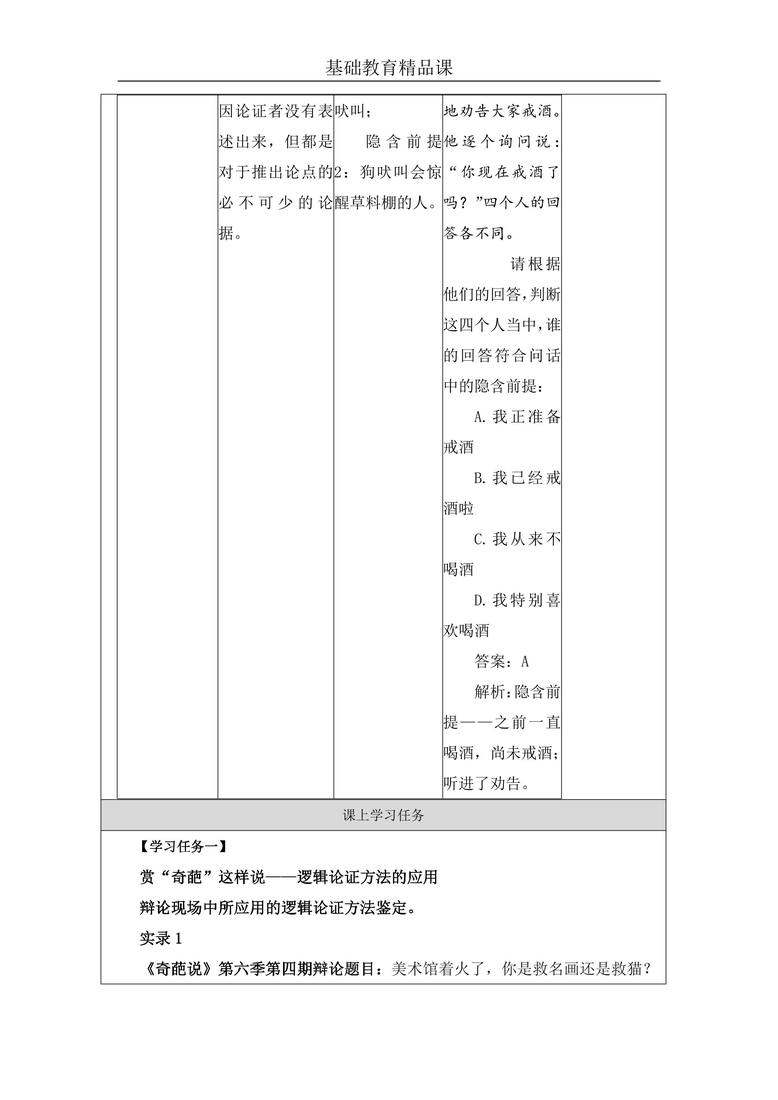 基础教育精品课
因论证者没有表
述出来，但都是
对于推出论点的
必不可少的论
据。
吠叫；
隐含前提
2：狗吠叫会惊
醒草料棚的人。
地劝告大家戒酒。
他逐个询问说：
“你现在戒酒了
吗？”四个人的回
答各不同。
请根据
他们的回答，判断
这四个人当中，谁
的回答符合问话
中的隐含前提：
A.我正准备
戒酒
B.我已经戒
酒啦
C.我从来不
喝酒
D.我特别喜
欢喝酒
答案：A
解析：隐含前
提——之前一直
喝酒，尚未戒酒；
听进了劝告。
课上学习任务
【学习任务一】
赏“奇葩”这样说——逻辑论证方法的应用
辩论现场中所应用的逻辑论证方法鉴定。
实录 1
《奇葩说》第六季第四期辩论题目：美术馆着火了，你是救名画还是救猫？